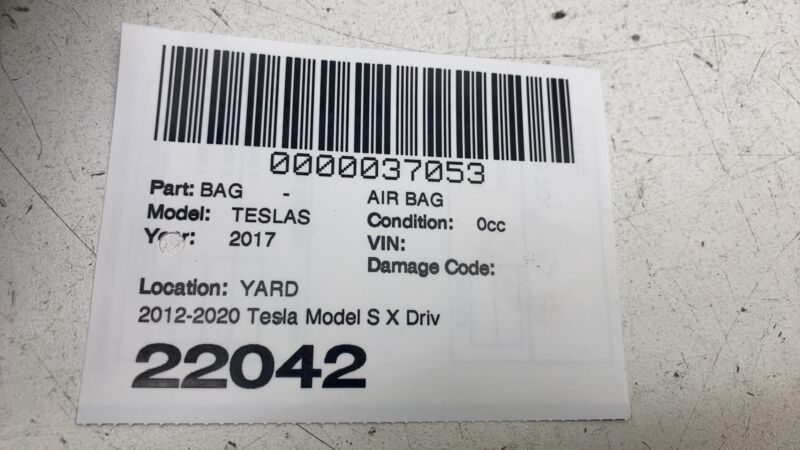 0000037053
Part: BAG - AIR BAG
Model: TESLAS Condition: 0cc
Year: 2017 VIN:
Damage Code:
Location: YARD
2012-2020 Tesla Model S X Driv
22042